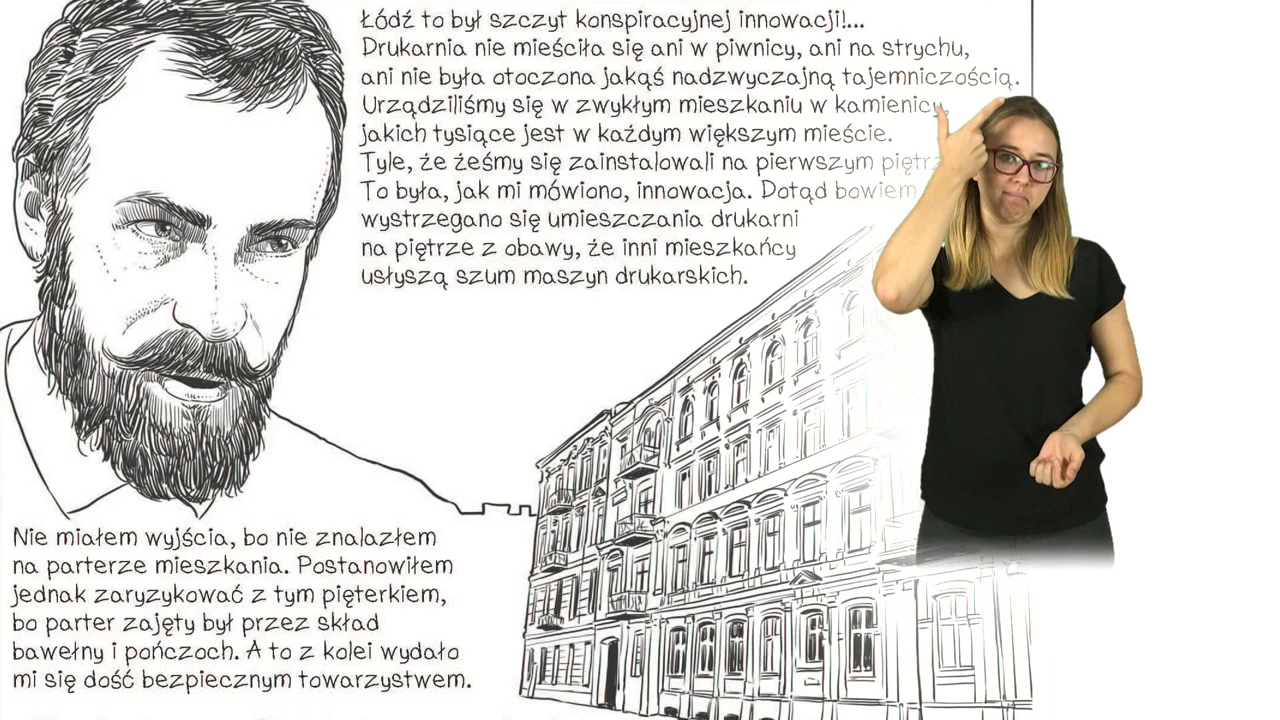 Łódź to był szczyt konspiracyjnej innowacji!...
Drukarnia nie mieściła się ani w piwnicy, ani na strychu,
ani nie była otoczona jakąś nadzwyczajną tajemniczością.
Urządziliśmy się w zwykłym mieszkaniu w kamienicy,
jakich tysiące jest w każdym większym mieście.
Tyle, że żeśmy się zainstalowali na pierwszym
To była, jak mi mówiono, innowacja. Dotąd bowiem
wystrzegano się umieszczania drukarni
na piętrze z obawy, że inni mieszkańcy
usłyszą szum maszyn drukarskich.
Nie miałem wyjścia, bo nie znalazłem
na parterze mieszkania. Postanowiłem
jednak zaryzykować z tym pięterkiem,
bo parter zajęty był przez skład
bawełny i pończoch. A to z kolei wydało
mi się dość bezpiecznym towarzystwem.